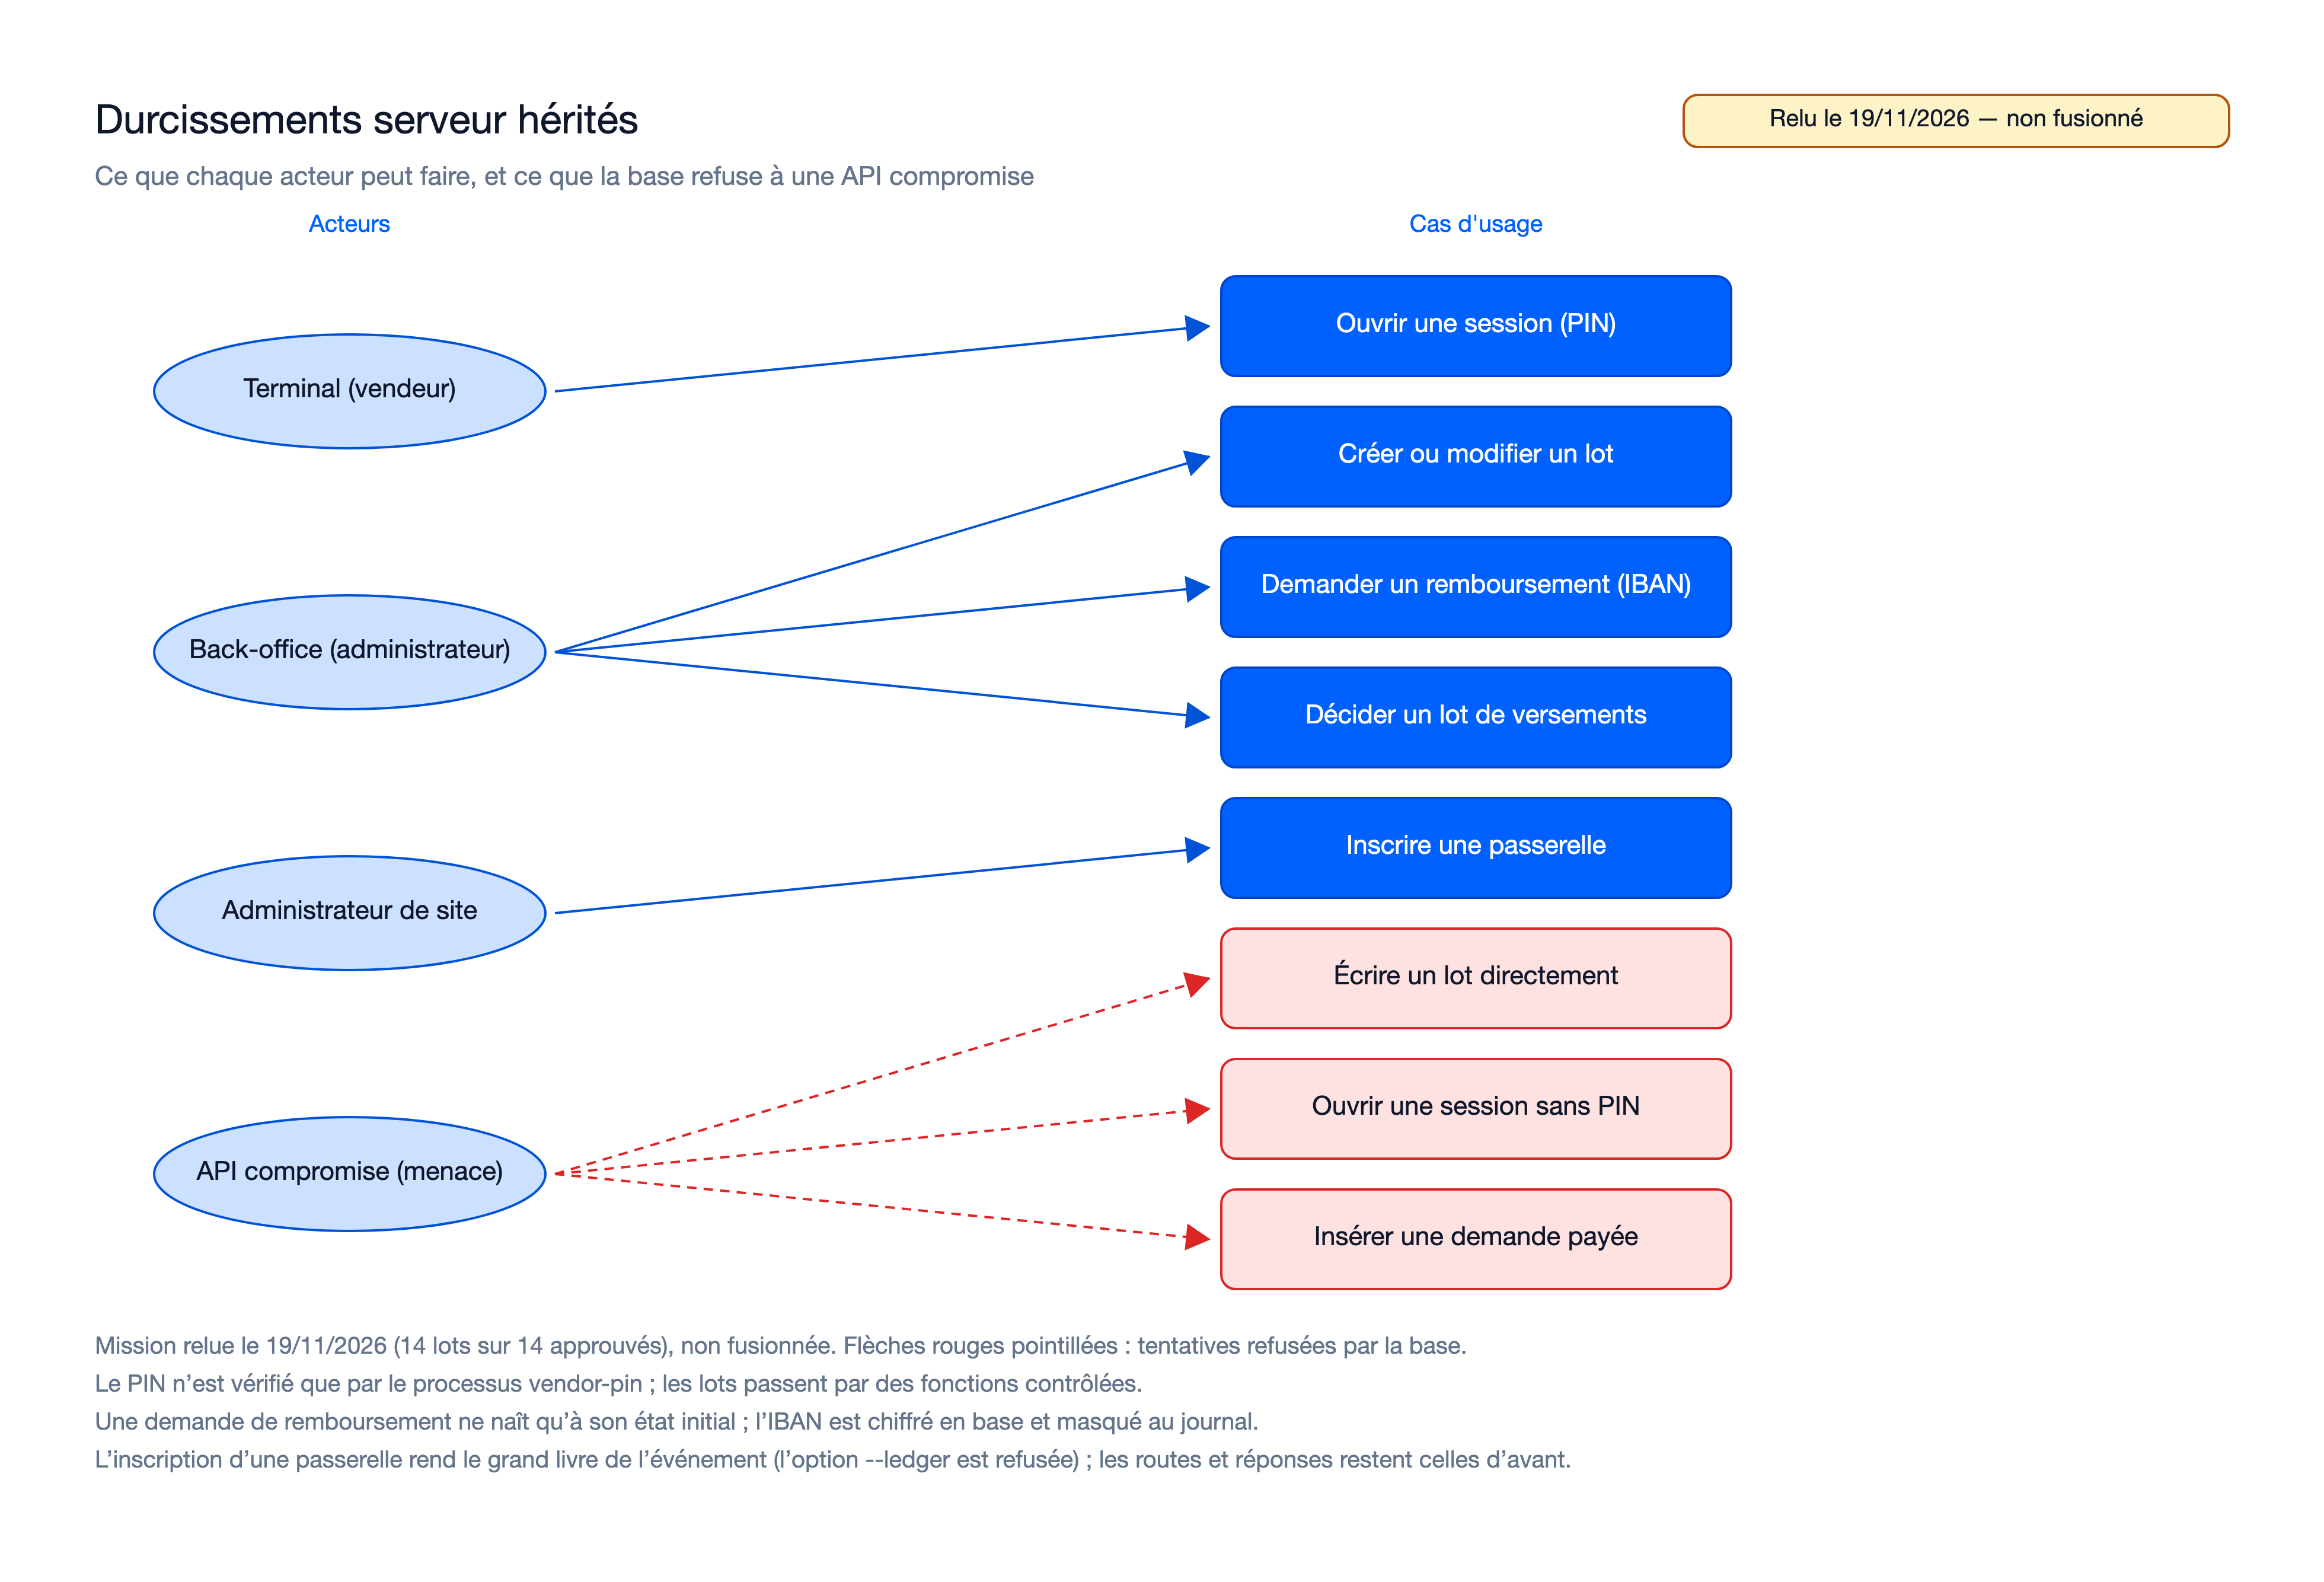 Durcissements serveur hérités
Relu le 19/11/2026 — non fusionné
Ce que chaque acteur peut faire, et ce que la base refuse à une API compromise
Acteurs
Cas d'usage
Ouvrir une session (PIN)
Terminal (vendeur)
Créer ou modifier un lot
Demander un remboursement (IBAN)
Back-office (administrateur)
Décider un lot de versements
Inscrire une passerelle
Administrateur de site
Écrire un lot directement
Ouvrir une session sans PIN
API compromise (menace)
Insérer une demande payée
Mission relue le 19/11/2026 (14 lots sur 14 approuvés), non fusionnée. Flèches rouges pointillées : tentatives refusées par la base.
Le PIN n’est vérifié que par le processus vendor-pin ; les lots passent par des fonctions contrôlées.
Une demande de remboursement ne naît qu’à son état initial ; l’IBAN est chiffré en base et masqué au journal.
L’inscription d’une passerelle rend le grand livre de l’événement (l’option --ledger est refusée) ; les routes et réponses restent celles d’avant.